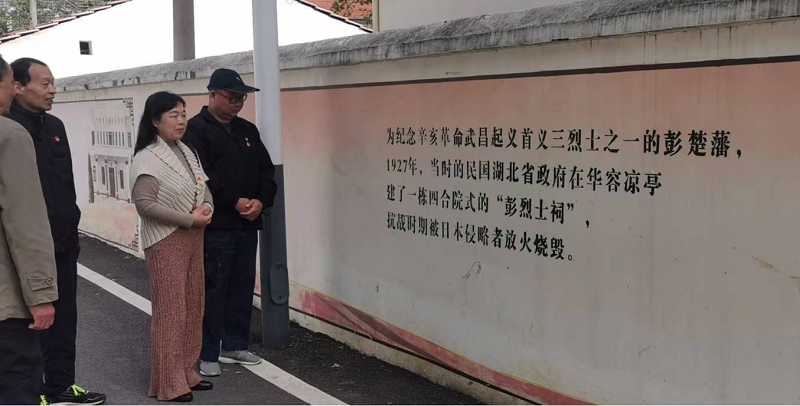 为纪念辛亥革命武昌起义首义三烈士之一的彭楚藩，
1927年，当时的民国湖北省政府在华容凉亭
建了一栋四合院式的“彭烈士祠”，
抗战时期被日本侵略者放火烧毁。